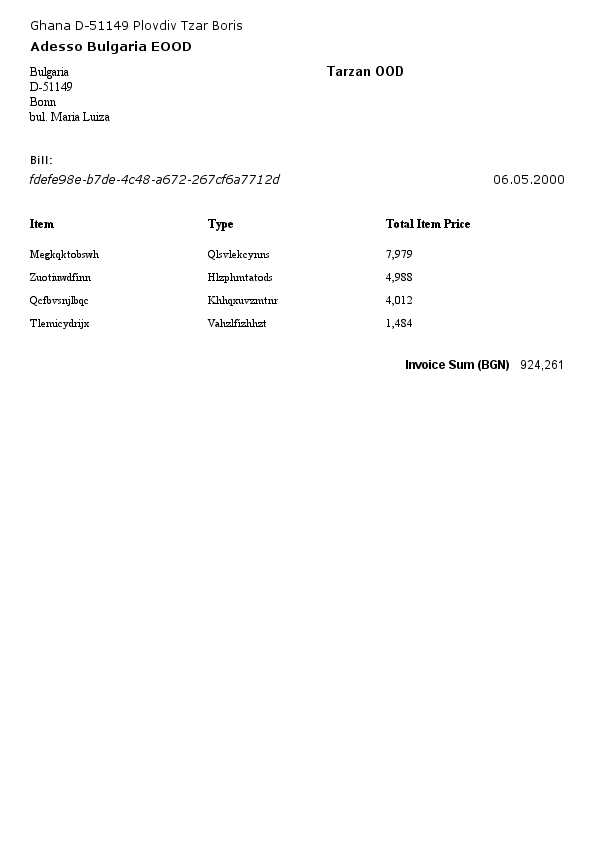 Ghana D-51149 Plovdiv Tzar Boris
Adesso Bulgaria EOOD
Bulgaria
Tarzan OOD
D-51149
Bonn
bul. Maria Luiza
Bill:
fdefe98e-b7de-4c48-a672-267cf6a7712d 06.05.2000
Item Type Total Item Price
Megkqktobswh Qlsvlekcynns 7,979
Zuotiuwdfinn Hlzphmtatods 4,988
Qcfbvsnjlbqc Khhqxuvzmtnr 4,012
Tlemicydrijx Vahzlfizhhzt 1,484
Invoice Sum (BGN) 924,261